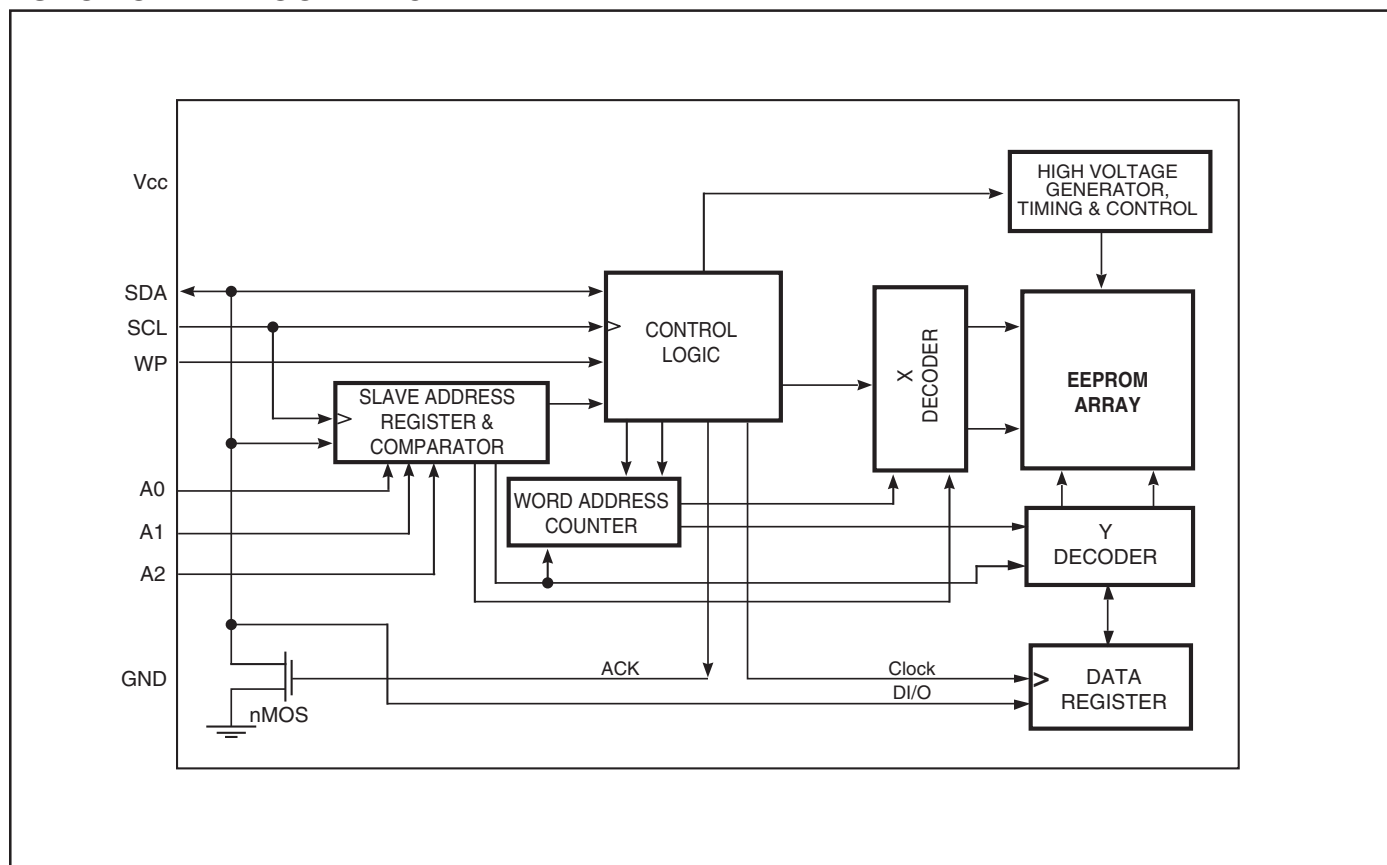 Vcc
SDA
SCL
WP
A0
A1
A2
GND
HIGH VOLTAGE
GENERATOR,
TIMING & CONTROL
CONTROL
LOGIC
SLAVE ADDRESS
REGISTER &
COMPARATOR
WORD ADDRESS
COUNTER
X
DECODER
EEPROM
ARRAY
Y
DECODER
DATA
REGISTER
ACK
Clock
DI/O
nMOS